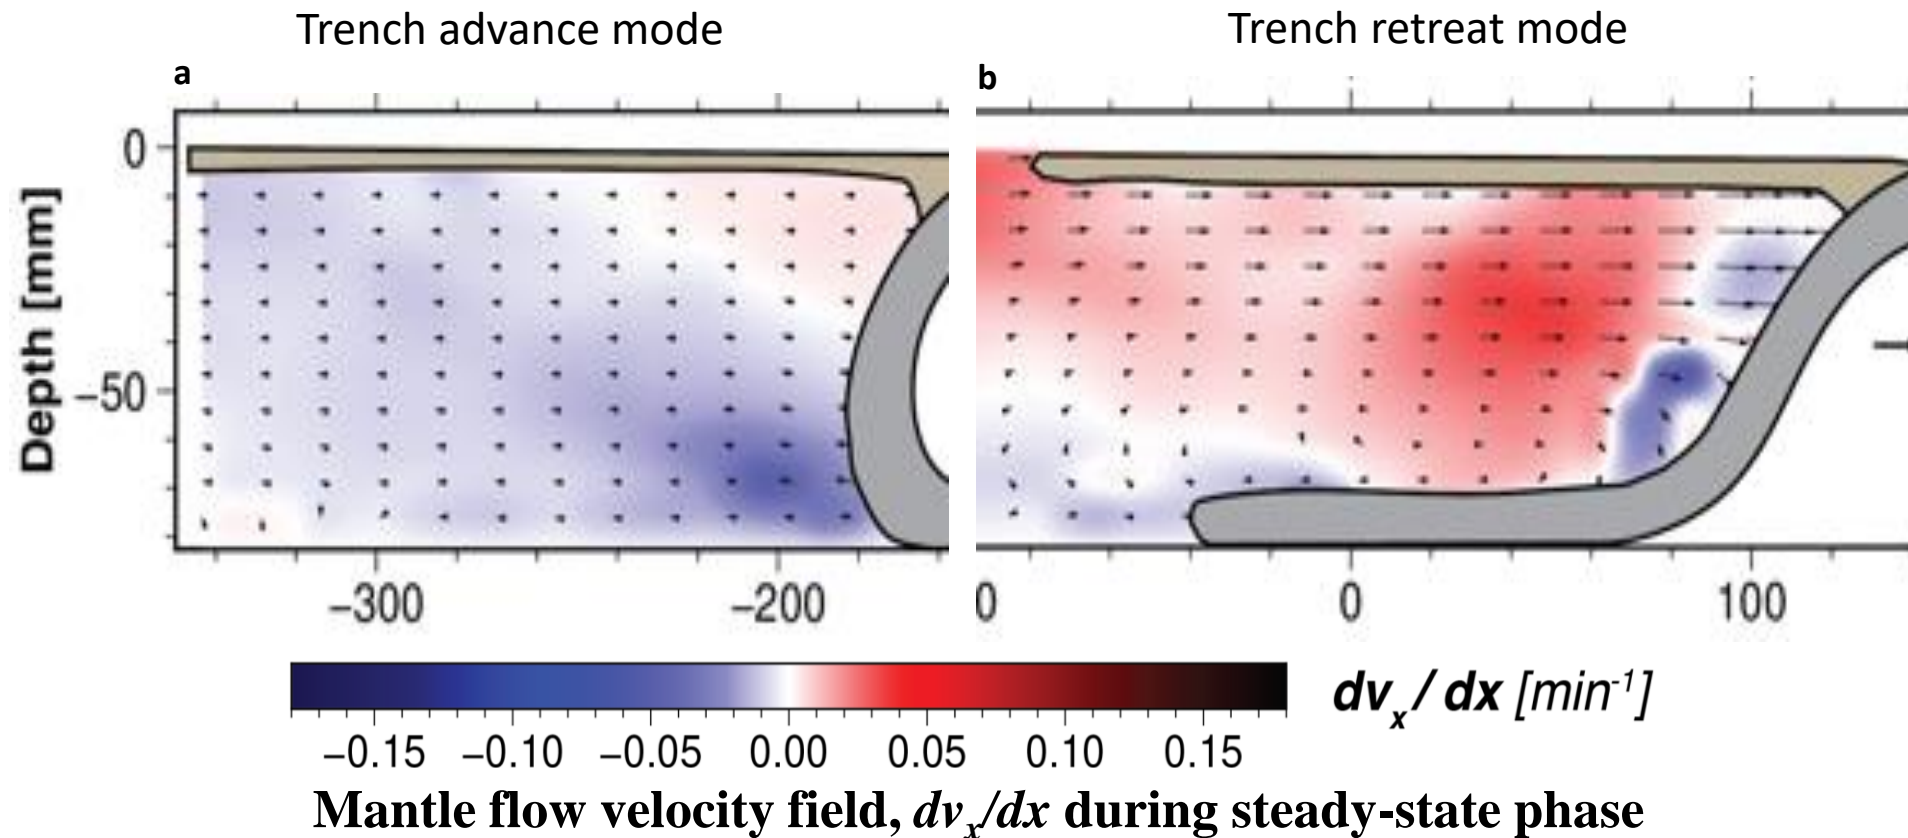 Trench advance mode
Trench retreat mode
a
b
0
−50
Depth [mm]
−300
−200
0
0
100
−0.15 −0.10 −0.05 0.00 0.05 0.10 0.15
dvx / dx [min-1]
Mantle flow velocity field, dvx/dx during steady-state phase